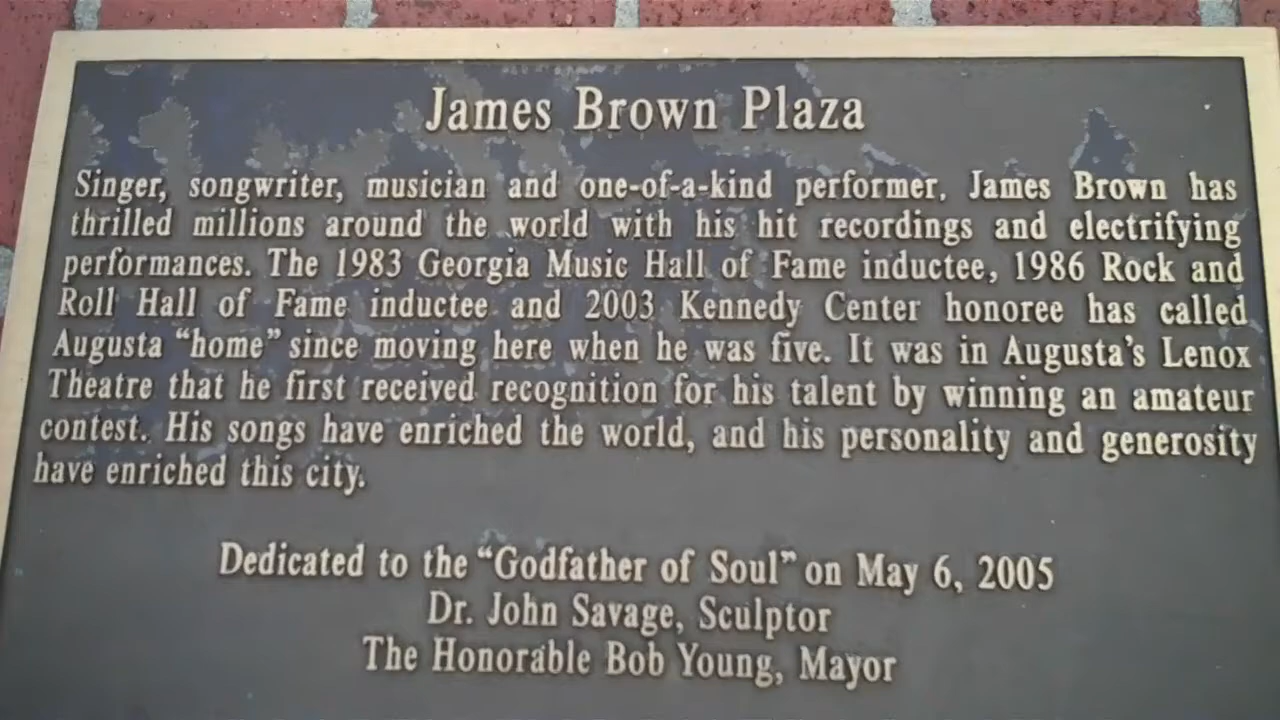 James Brown Plaza
Singer, songwriter, musician and one-of-a-kind performer, James Brown has
thrilled millions around the world with his hit recordings and electrifying
performances. The 1983 Georgia Music Hall of Fame inductee, 1986 Rock and
Roll Hall of Fame inductee and 2003 Kennedy Center honoree has called
Augusta “home” since moving here when he was five. It was in Augusta’s Lenox
Theatre that he first received recognition for his talent by winning an amateur
contest. His songs have enriched the world, and his personality and generosity
have enriched this city.
Dedicated to the “Godfather of Soul” on May 6, 2005
Dr. John Savage, Sculptor
The Honorable Bob Young, Mayor